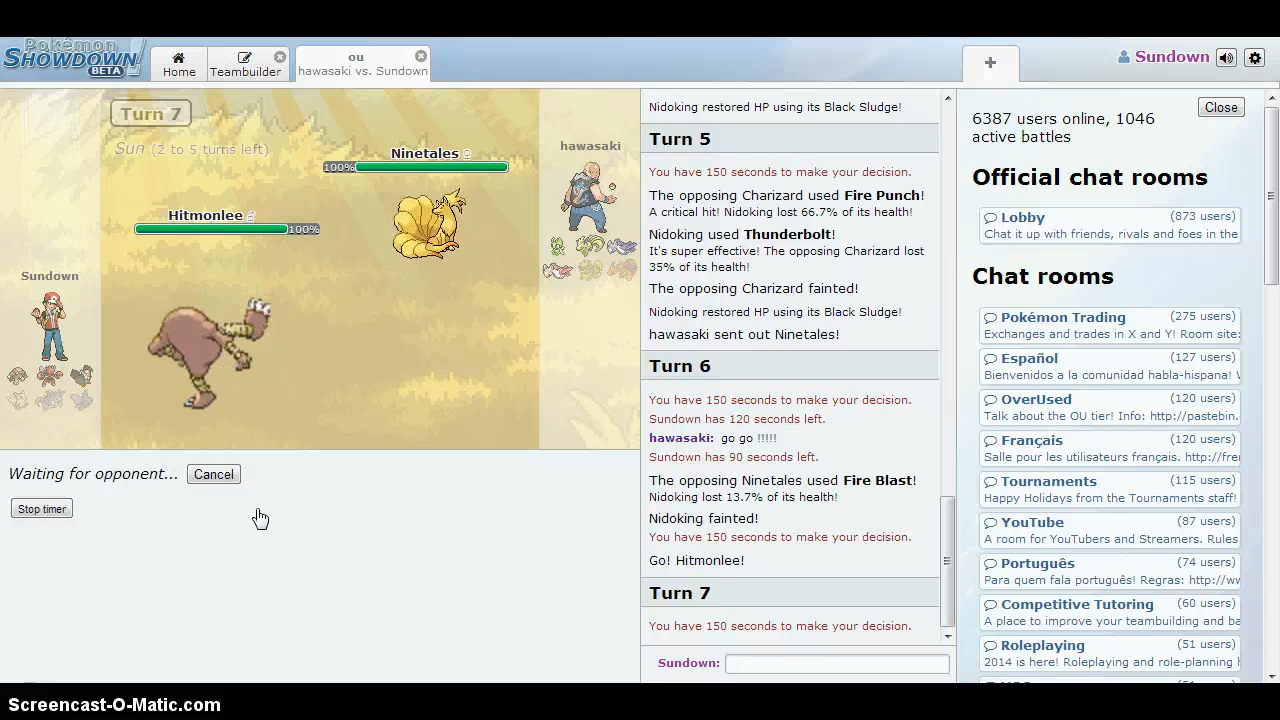 Pokémon
SHOWDOWN!
BETA
Home
Teambuilder
ou
hawasaki vs. Sundown
+
Sundown
Turn 7
Sun (2 to 5 turns left)
Ninetales
100%
Hitmonlee
100%
hawasaki
Sundown
Waiting for opponent...
Cancel
Stop timer
Nidoking restored HP using its Black Sludge!
Turn 5
You have 150 seconds to make your decision.
The opposing Charizard used Fire Punch!
A critical hit! Nidoking lost 66.7% of its health!
Nidoking used Thunderbolt!
It's super effective! The opposing Charizard lost
35% of its health!
The opposing Charizard fainted!
Nidoking restored HP using its Black Sludge!
hawasaki sent out Ninetales!
Turn 6
You have 150 seconds to make your decision.
Sundown has 120 seconds left.
hawasaki: go go !!!!!
Sundown has 90 seconds left.
The opposing Ninetales used Fire Blast!
Nidoking lost 13.7% of its health!
Nidoking fainted!
You have 150 seconds to make your decision.
Go! Hitmonlee!
Turn 7
You have 150 seconds to make your decision.
Sundown:
Close
6387 users online, 1046
active battles
Official chat rooms
Lobby (873 users)
Chat it up with friends, rivals and foes in the
Chat rooms
Pokémon Trading (275 users)
Exchanges and trades in X and Y! Room site:
Español (127 users)
Bienvenidos a la comunidad habla-hispana!
OverUsed (120 users)
Talk about the OU tier! Info: http://pastebin.
Français (120 users)
Salle pour les utilisateurs français. http://fre
Tournaments (115 users)
Happy Holidays from the Tournaments staff!
YouTube (87 users)
A room for YouTubers and Streamers. Rules
Português (74 users)
Para quem fala português! Regras: http://w
Competitive Tutoring (60 users)
A place to improve your teambuilding and ba
Roleplaying (51 users)
2014 is here! Roleplaying and role-planning
Screencast-O-Matic.com